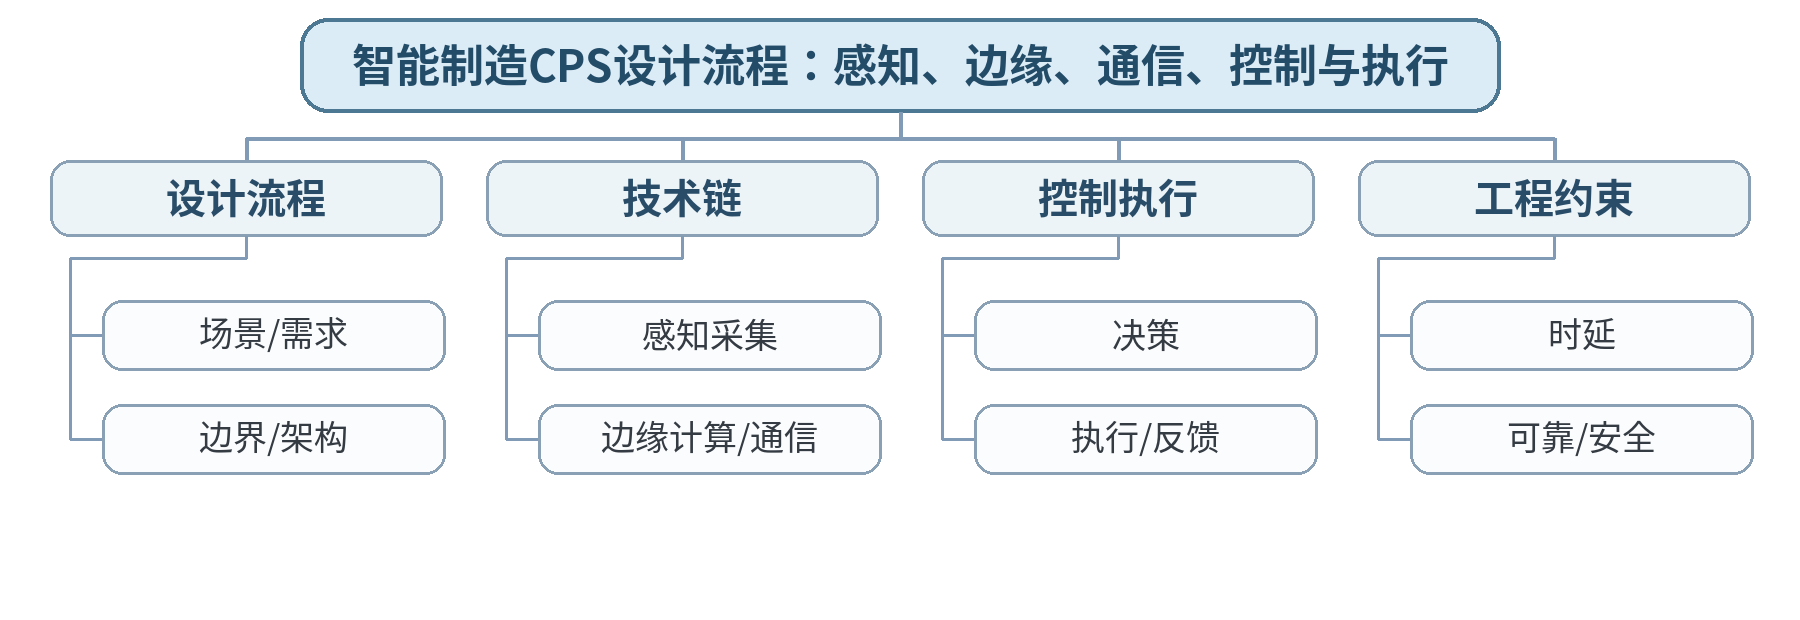 智能制造CPS设计流程：感知、边缘、通信、控制与执行
设计流程
技术链
控制执行
工程约束
场景/需求
感知采集
决策
时延
边界/架构
边缘计算/通信
执行/反馈
可靠/安全